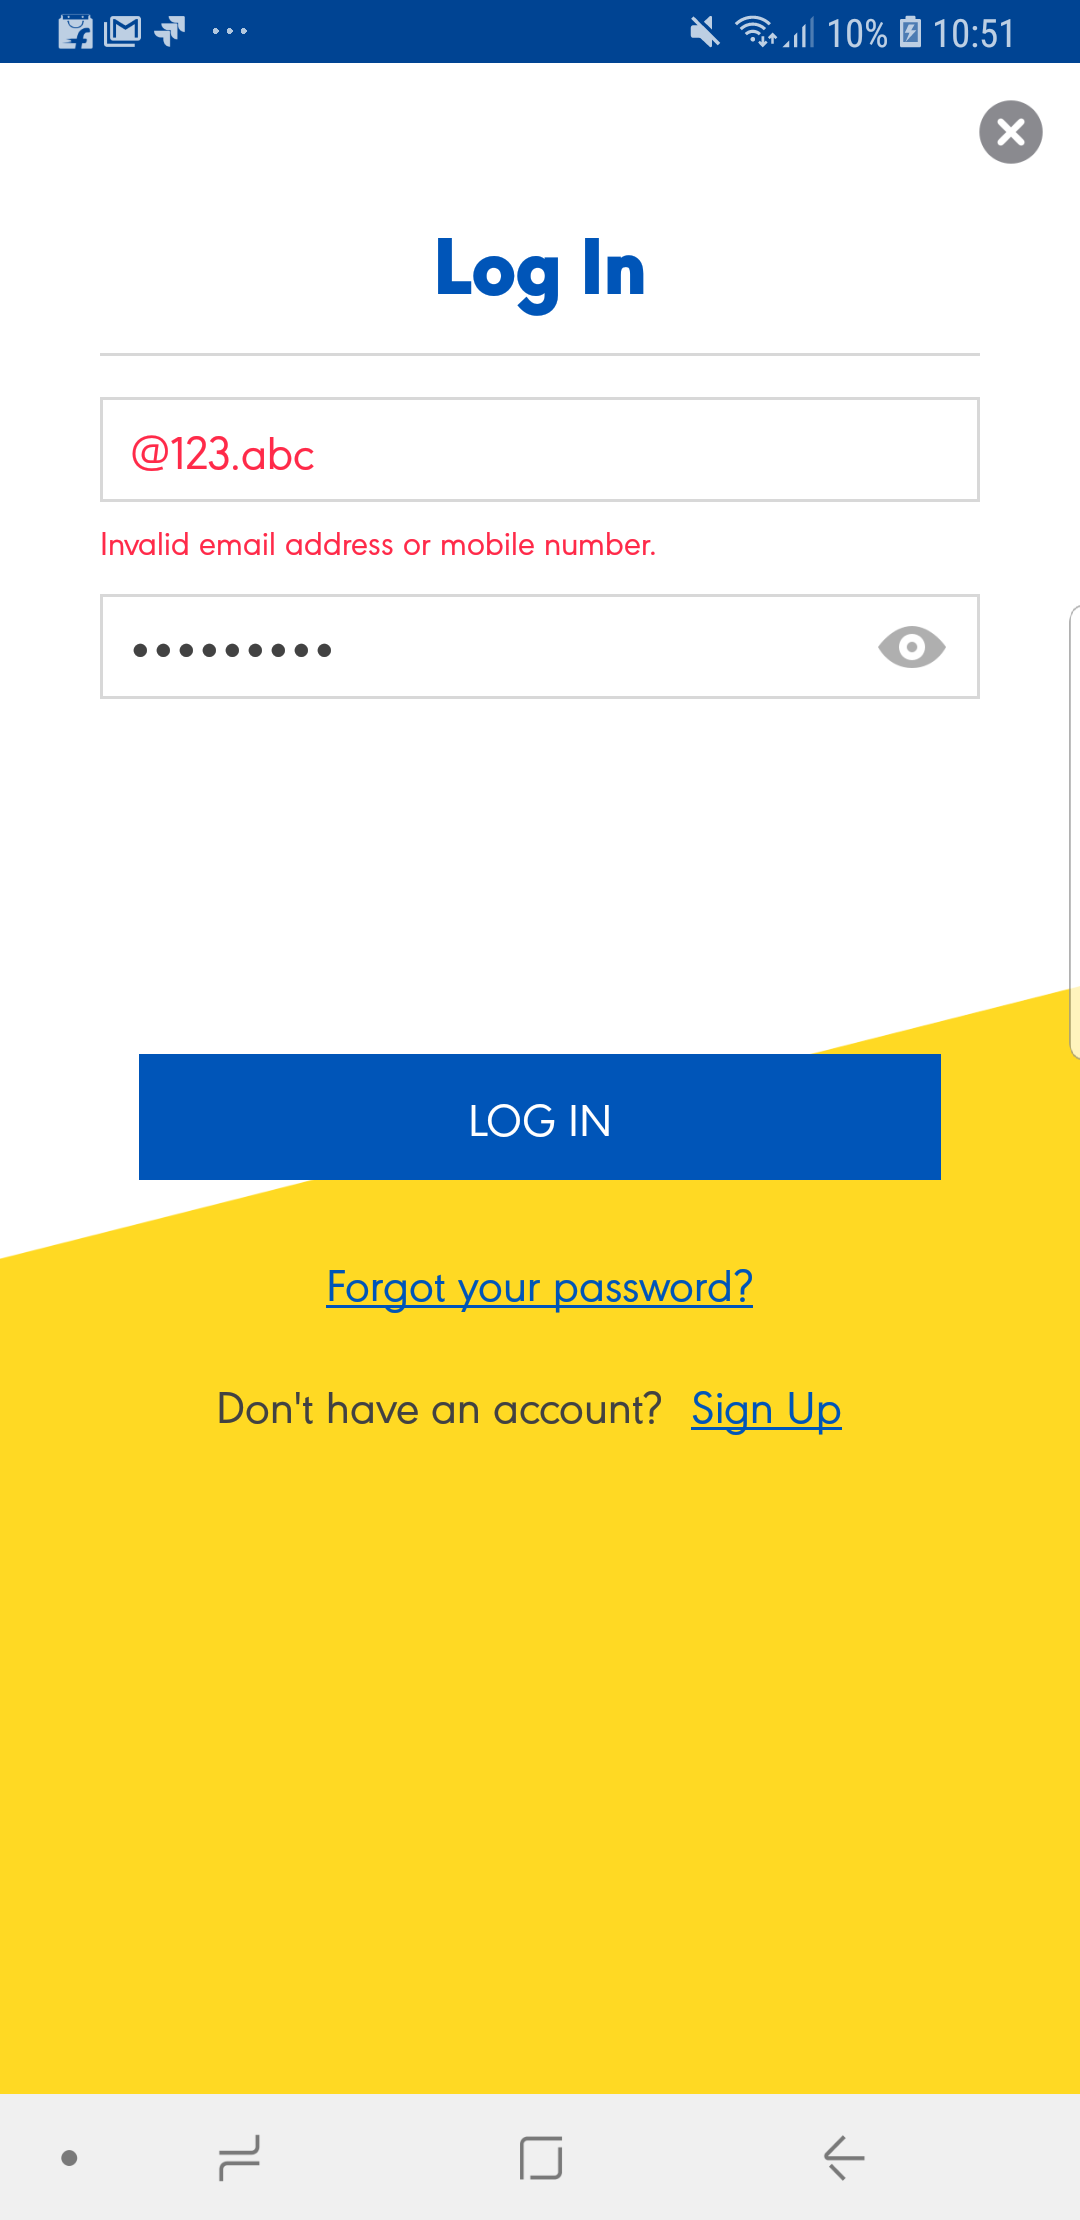 10% 10:51
Log In
@123.abc
Invalid email address or mobile number.
•••••••••
LOG IN
Forgot your password?
Don't have an account? Sign Up